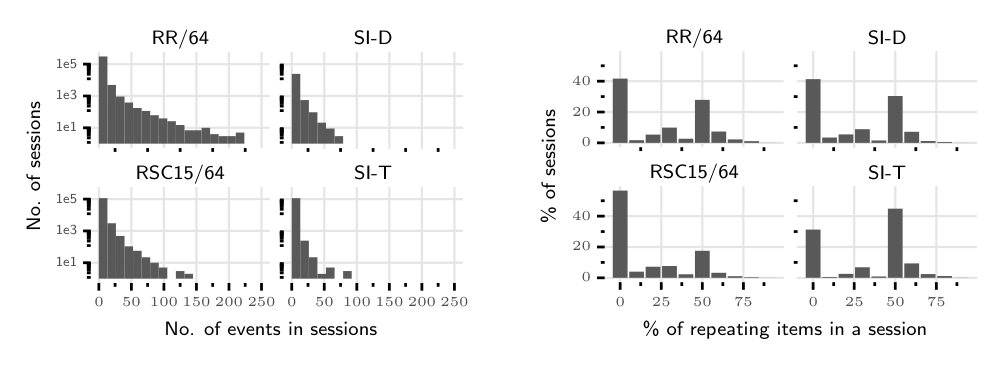 RR/64 SI-D
1e5
1e3
1e1
RSC15/64 SI-T
1e5
1e3
1e1
0 50 100 150 200 250 0 50 100 150 200 250
No. of events in sessions
No. of sessions
RR/64 SI-D
40
20
0
RSC15/64 SI-T
40
20
0
0 25 50 75 0 25 50 75
% of repeating items in a session
% of sessions